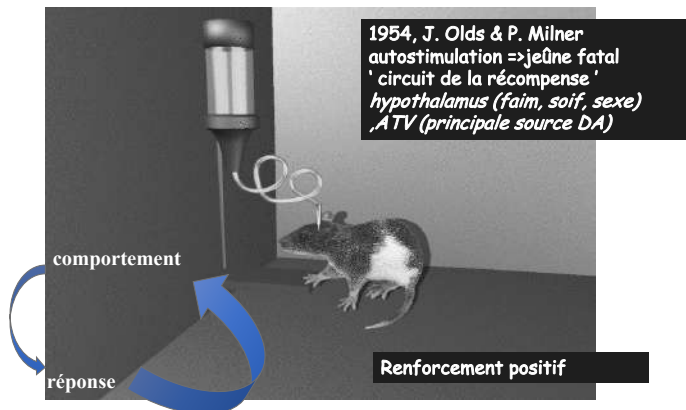 1954, J. Olds & P. Milner
autostimulation =>jeûne fatal
‘ circuit de la récompense ’
hypothalamus (faim, soif, sexe)
,ATV (principale source DA)
comportement
réponse
Renforcement positif